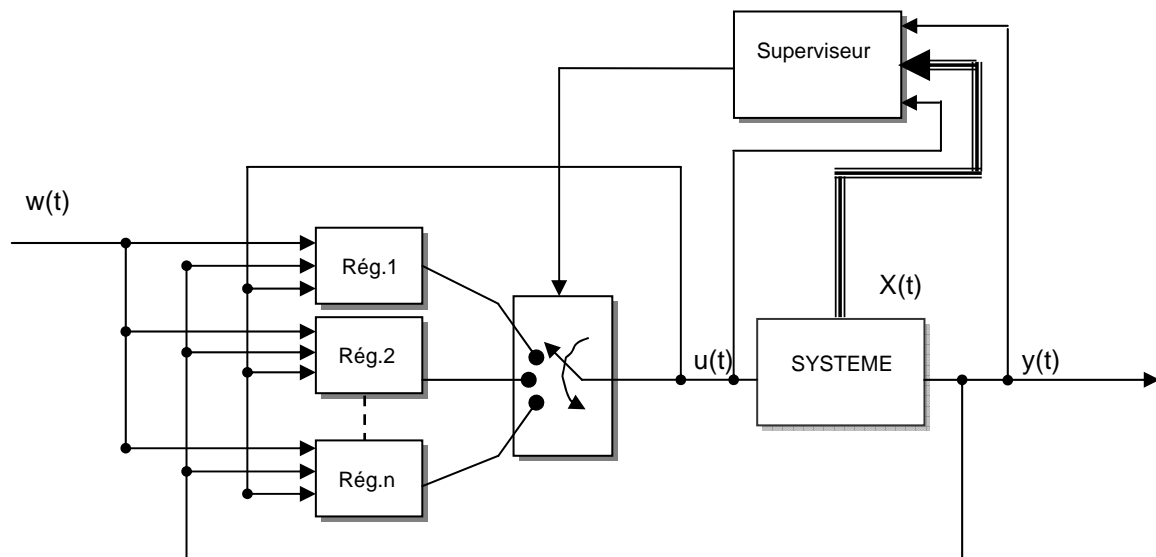 Superviseur
w(t)
Rég.1
X(t)
Rég.2
u(t)
SYSTEME
y(t)
Rég.n